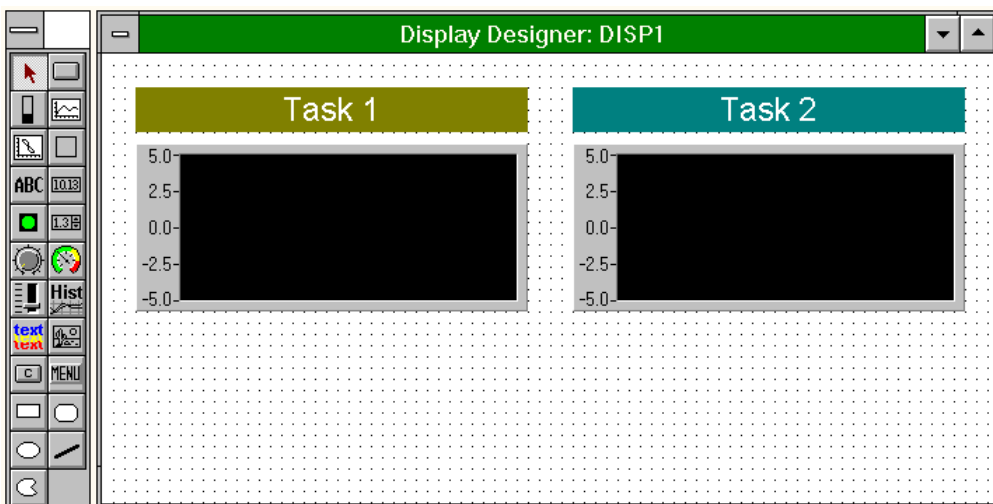 Display Designer: DISP1
Task 1 Task 2
5.0 5.0
2.5 2.5
0.0 0.0
-2.5 -2.5
-5.0 -5.0
ABC 10.13
1.3
Hist
text
text
C MENU